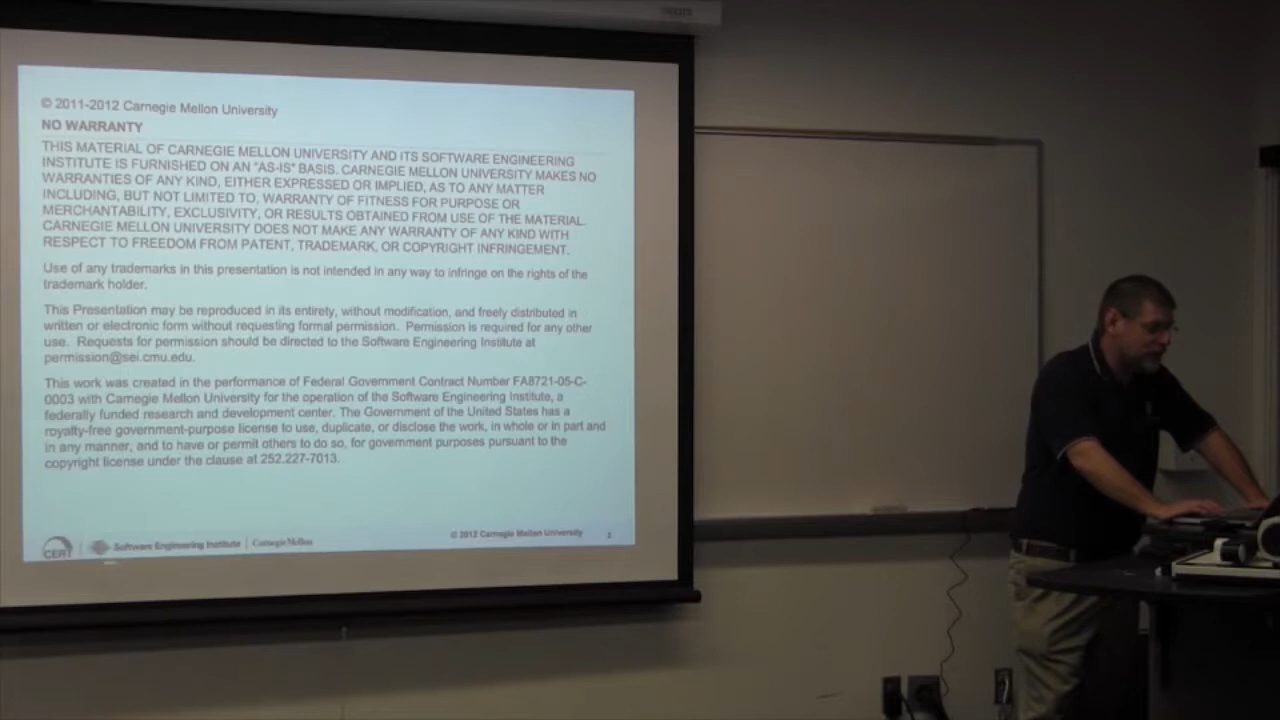 © 2011-2012 Carnegie Mellon University
NO WARRANTY
THIS MATERIAL OF CARNEGIE MELLON UNIVERSITY AND ITS SOFTWARE ENGINEERING
INSTITUTE IS FURNISHED ON AN "AS-IS" BASIS. CARNEGIE MELLON UNIVERSITY MAKES NO
WARRANTIES OF ANY KIND, EITHER EXPRESSED OR IMPLIED, AS TO ANY MATTER
INCLUDING, BUT NOT LIMITED TO, WARRANTY OF FITNESS FOR PURPOSE OR
MERCHANTABILITY, EXCLUSIVITY, OR RESULTS OBTAINED FROM USE OF THE MATERIAL.
CARNEGIE MELLON UNIVERSITY DOES NOT MAKE ANY WARRANTY OF ANY KIND WITH
RESPECT TO FREEDOM FROM PATENT, TRADEMARK, OR COPYRIGHT INFRINGEMENT.
Use of any trademarks in this presentation is not intended in any way to infringe on the rights of the
trademark holder.
This Presentation may be reproduced in its entirety, without modification, and freely distributed in
written or electronic form without requesting formal permission. Permission is required for any other
use. Requests for permission should be directed to the Software Engineering Institute at
permission@sei.cmu.edu.
This work was created in the performance of Federal Government Contract Number FA8721-05-C-
0003 with Carnegie Mellon University for the operation of the Software Engineering Institute, a
federally funded research and development center. The Government of the United States has a
royalty-free government-purpose license to use, duplicate, or disclose the work, in whole or in part and
in any manner, and to have or permit others to do so, for government purposes pursuant to the
copyright license under the clause at 252.227-7013.
CERT Software Engineering Institute CarnegieMellon
© 2012 Carnegie Mellon University 2